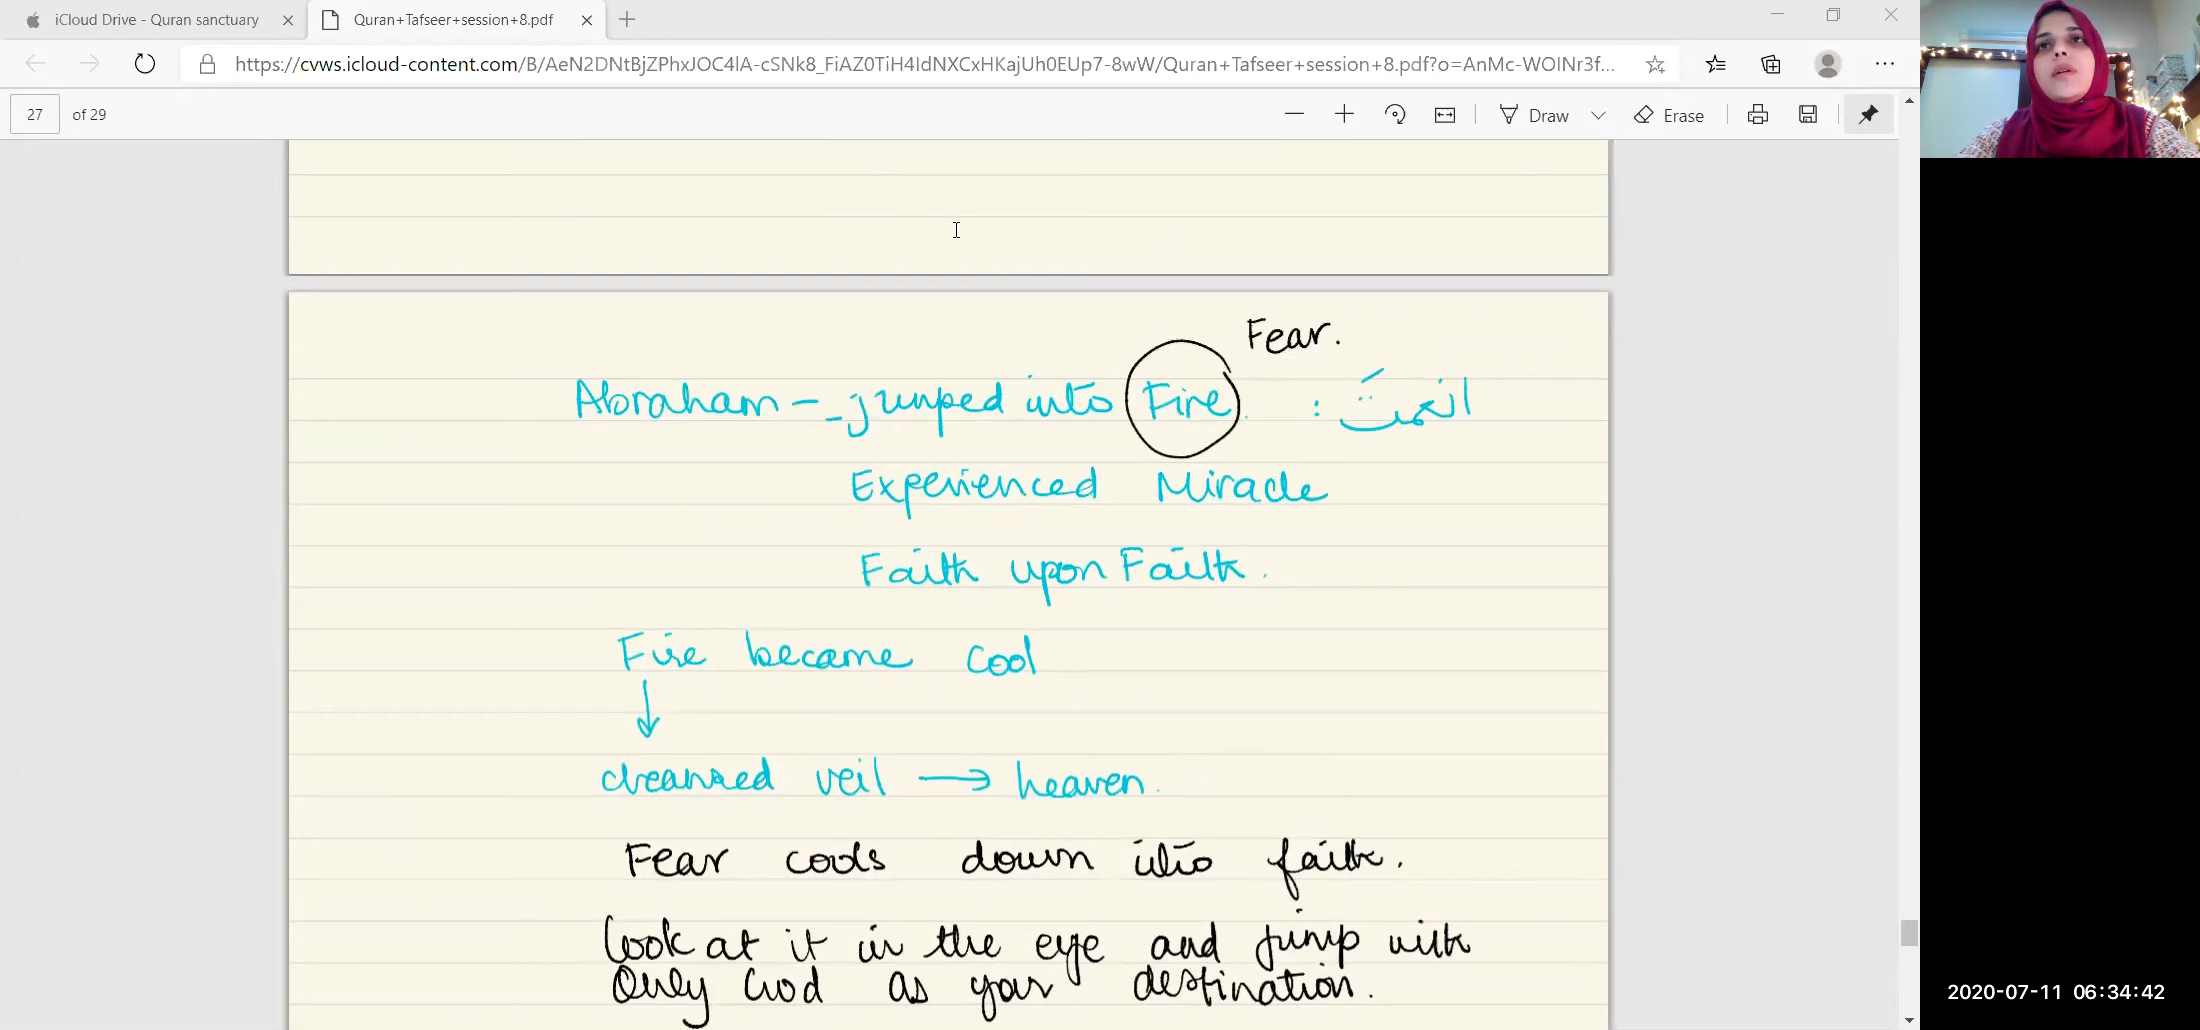 iCloud Drive - Quran sanctuary
Quran+Tafseer+session+8.pdf
https://cvws.icloud-content.com/B/AeN2DNtBjZPhxJOC4lA-cSNk8_FiAZ0TiH4IdNXCxHKajUh0EUp7-8wW/Quran+Tafseer+session+8.pdf?o=AnMc-WOlNr3f...
27 of 29
Draw
Erase
Fear.
Abraham - jumped into Fire. : انعمتَ
Experienced Miracle
Faith upon Faith.
Fire became cool
cleansed veil → heaven.
Fear cools down into faith.
Look at it in the eye and jump with
Only God as your destination.
2020-07-11 06:34:42